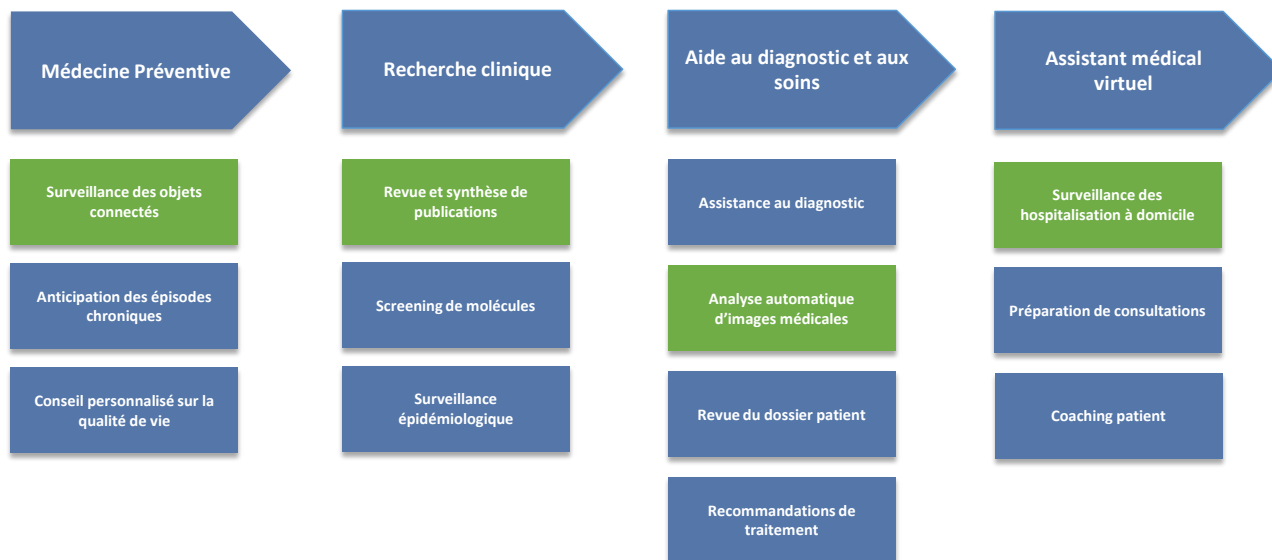 Médecine Préventive
Recherche clinique
Aide au diagnostic et aux
soins
Assistant médical
virtuel
Surveillance des objets
connectés
Anticipation des épisodes
chroniques
Conseil personnalisé sur la
qualité de vie
Revue et synthèse de
publications
Screening de molécules
Surveillance
épidémiologique
Assistance au diagnostic
Analyse automatique
d’images médicales
Revue du dossier patient
Recommandations de
traitement
Surveillance des
hospitalisation à domicile
Préparation de consultations
Coaching patient